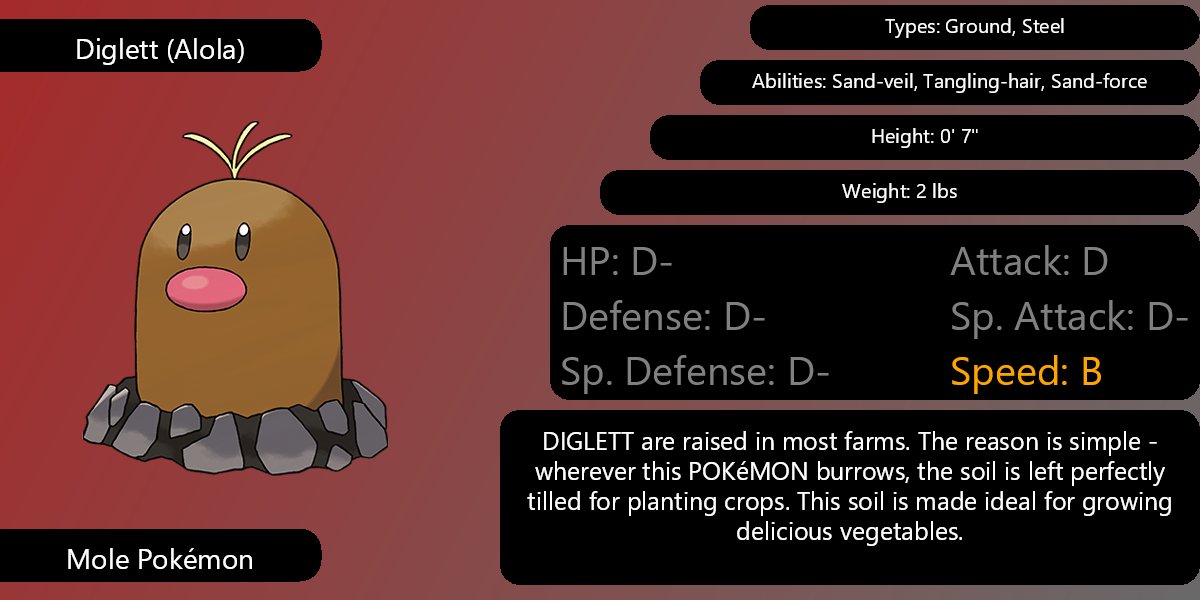 Diglett (Alola)
Types: Ground, Steel
Abilities: Sand-veil, Tangling-hair, Sand-force
Height: 0' 7"
Weight: 2 lbs
HP: D-
Attack: D
Defense: D-
Sp. Attack: D-
Sp. Defense: D-
Speed: B
DIGLETT are raised in most farms. The reason is simple -
wherever this POKéMON burrows, the soil is left perfectly
tilled for planting crops. This soil is made ideal for growing
delicious vegetables.
Mole Pokémon